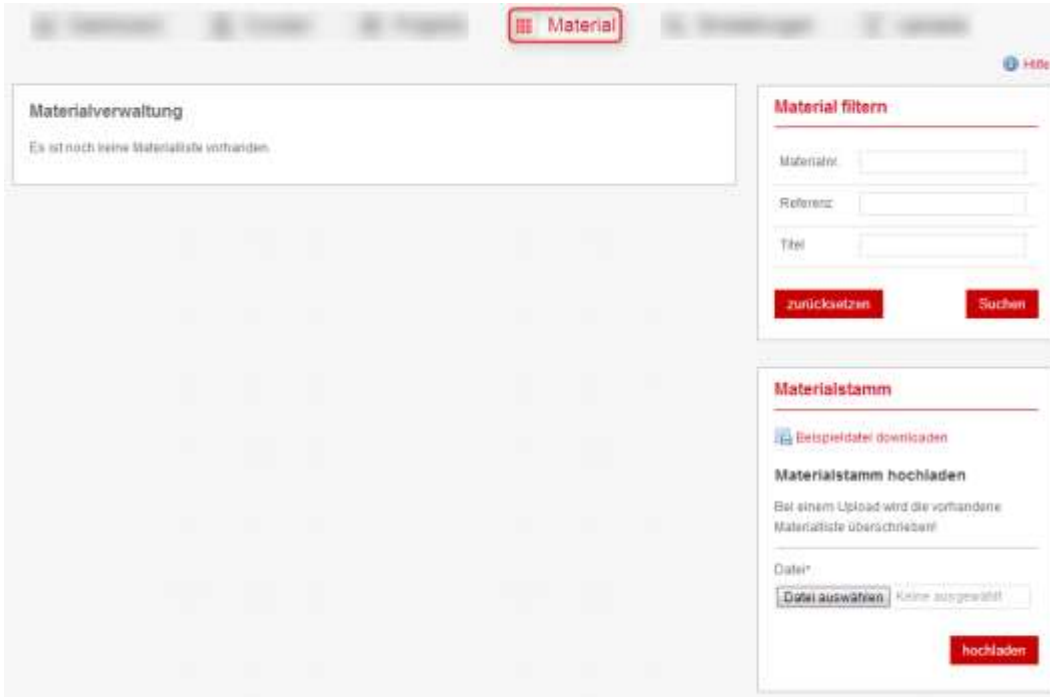 Material
Hilfe
Materialverwaltung
Es ist noch keine Materialliste vorhanden.
Material filtern
Materialnr.
Referenz
Titel
zurücksetzen Suchen
Materialstamm
Beispieldatei downloaden
Materialstamm hochladen
Bei einem Upload wird die vorhandene
Materialliste überschrieben!
Datei*
Datei auswählen Keine ausgewählt
hochladen